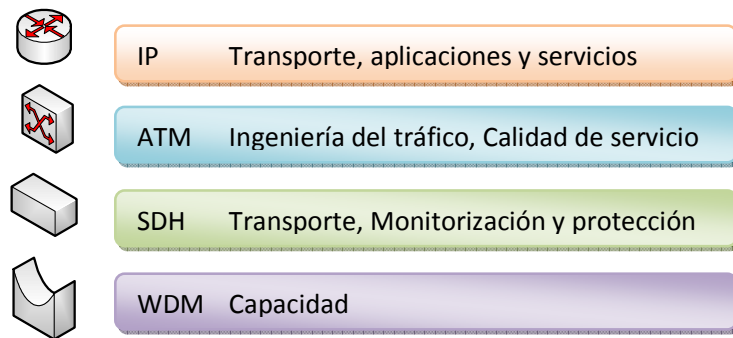 IP Transporte, aplicaciones y servicios
ATM Ingeniería del tráfico, Calidad de servicio
SDH Transporte, Monitorización y protección
WDM Capacidad